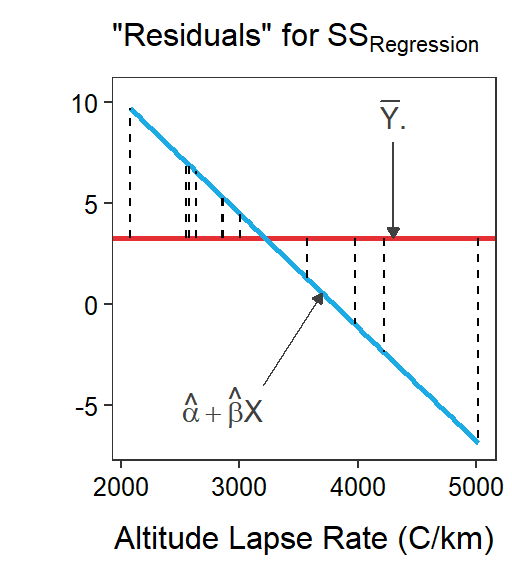 "Residuals" for SS_Regression
Y̅.
10
5
0
-5
α̂ + β̂X
2000 3000 4000 5000
Altitude Lapse Rate (C/km)